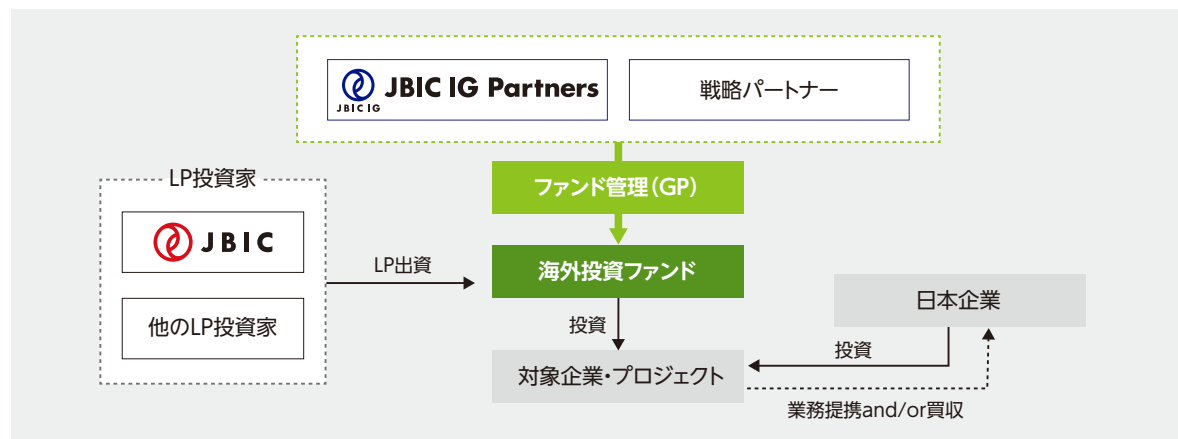 JBIC IG Partners
JBIC IG
戦略パートナー
ファンド管理(GP)
LP投資家
JBIC
他のLP投資家
LP出資
海外投資ファンド
投資
対象企業・プロジェクト
日本企業
投資
業務提携and/or買収